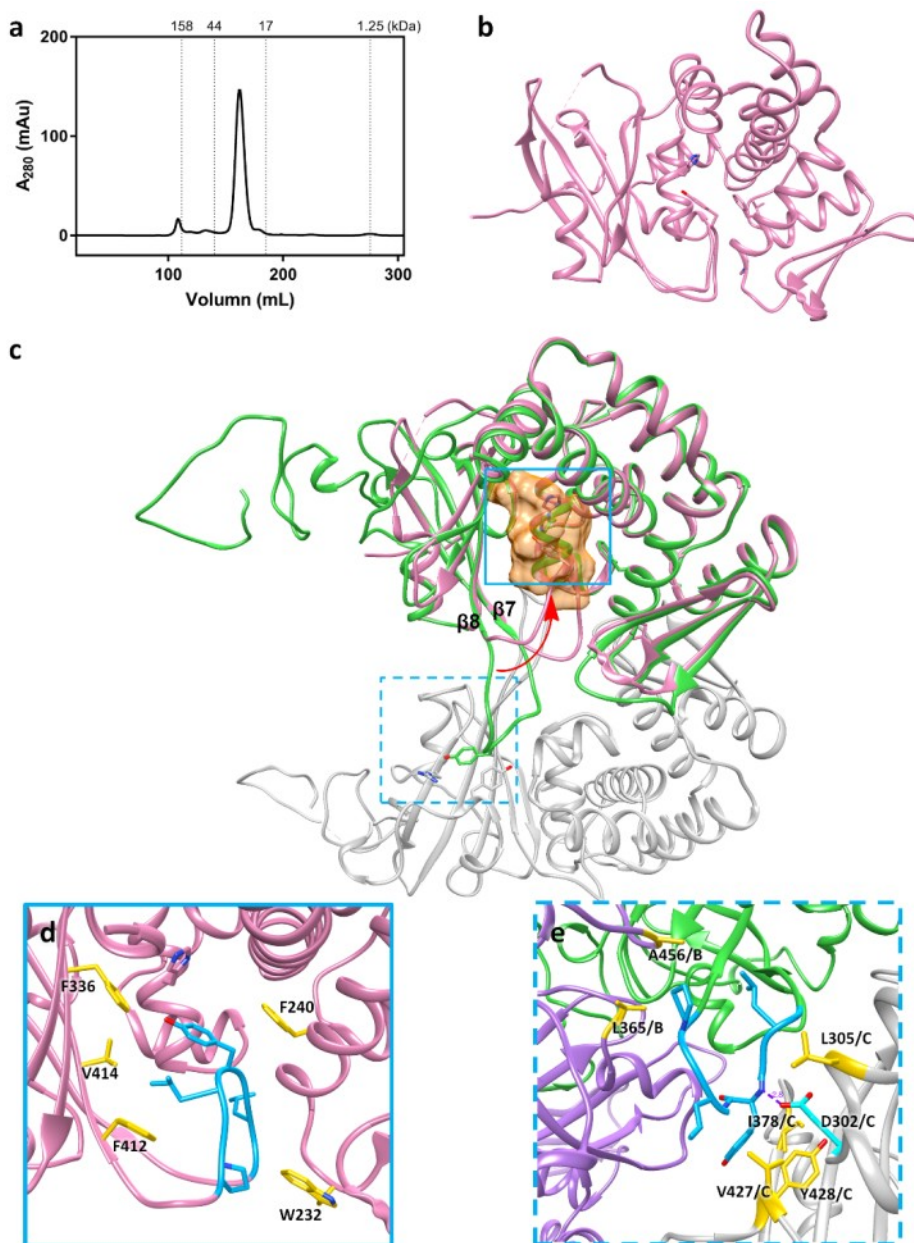 a
158 44 17 1.25 (kDa)
200
100
0
A280 (mAu)
100 200 300
Volumn (mL)
b
c
β8 β7
d
F336
F240
V414
F412
W232
e
A456/B
L365/B
L305/C
I378/C D302/C
V427/C Y428/C